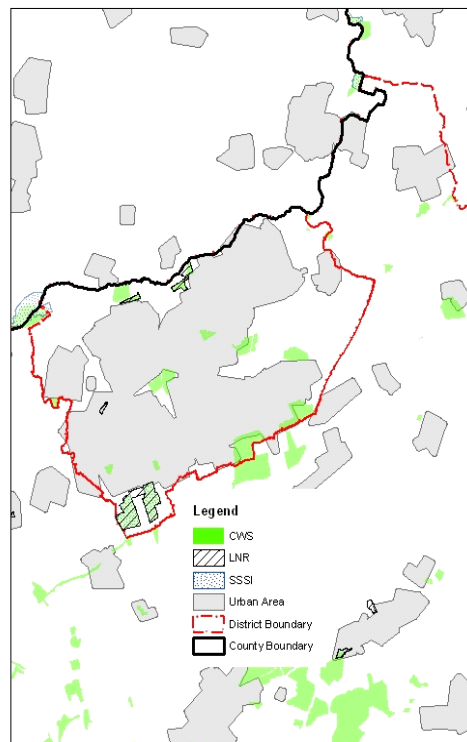 Legend
CWS
LNR
SSSI
Urban Area
District Boundary
County Boundary